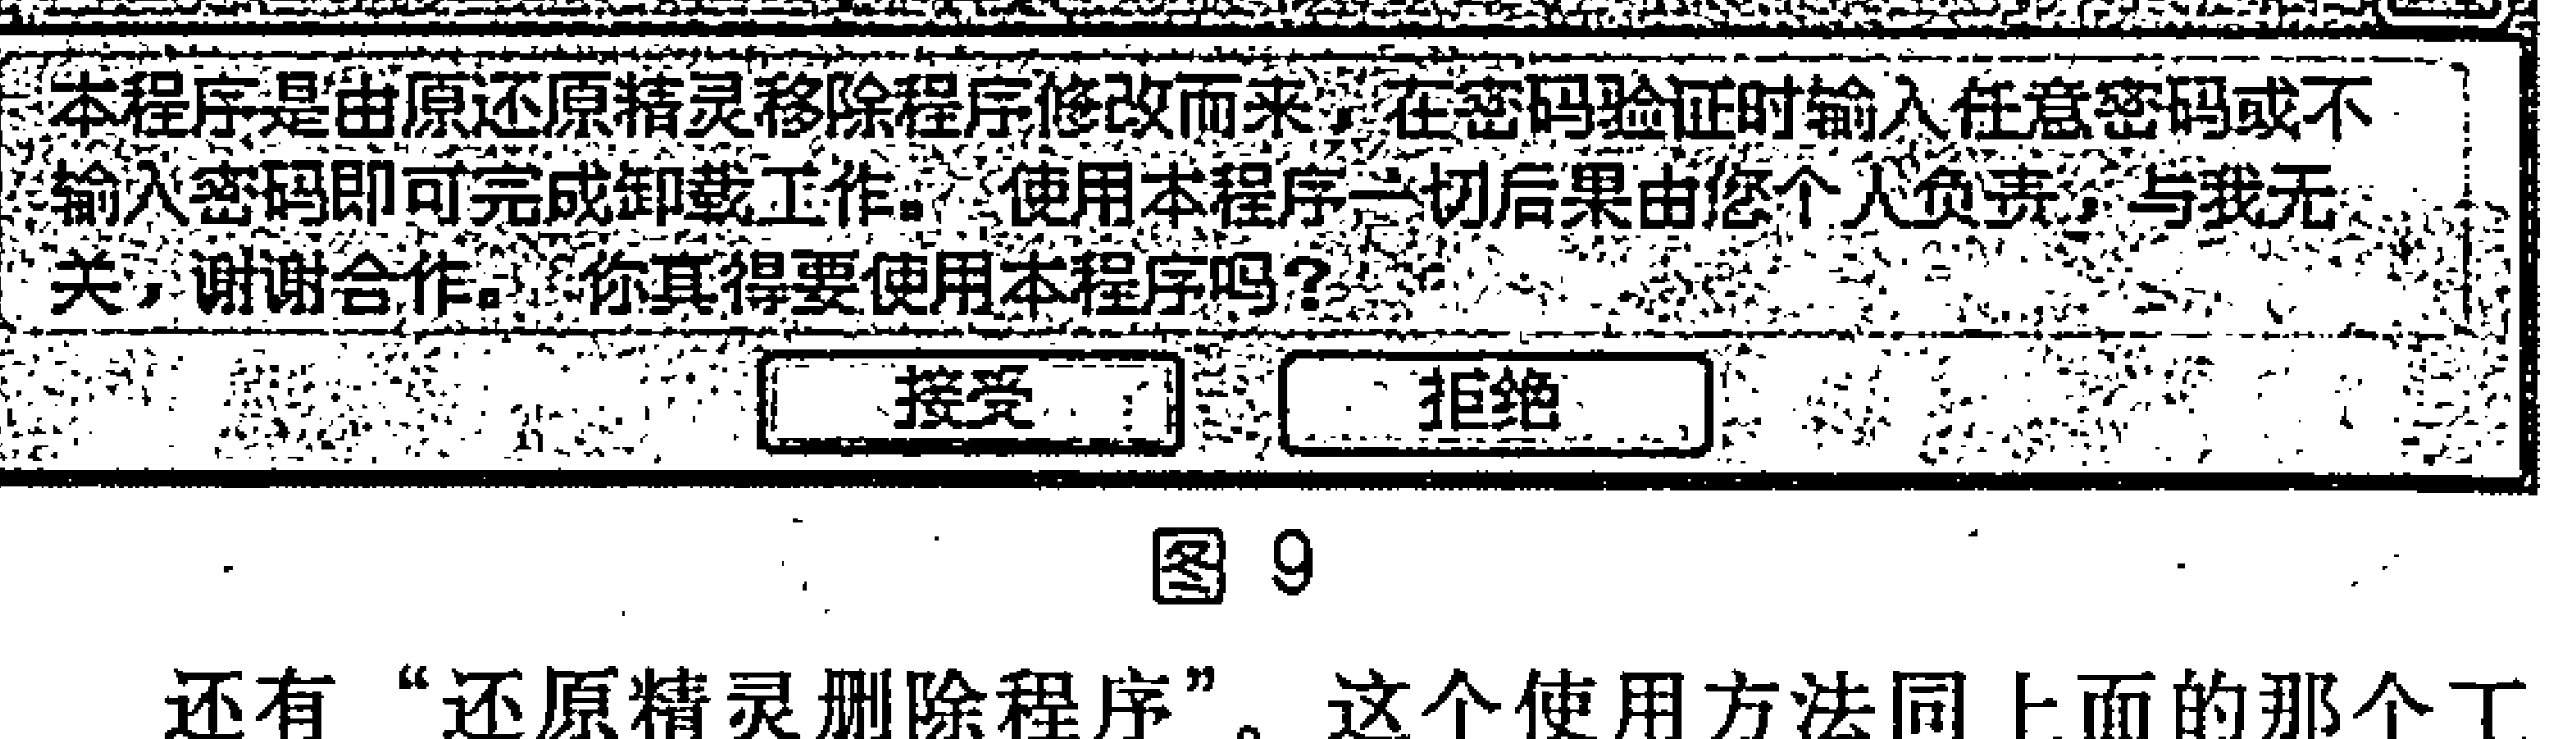 本程序是由原还原精灵移除程序修改而来，在密码验证时输入任意密码或不
输入密码即可完成卸载工作。 使用本程序一切后果由您个人负责，与我无
关，谢谢合作。 你真得要使用本程序吗？
接受 拒绝
图 9
还有“还原精灵删除程序”。这个使用方法同上面的那个工